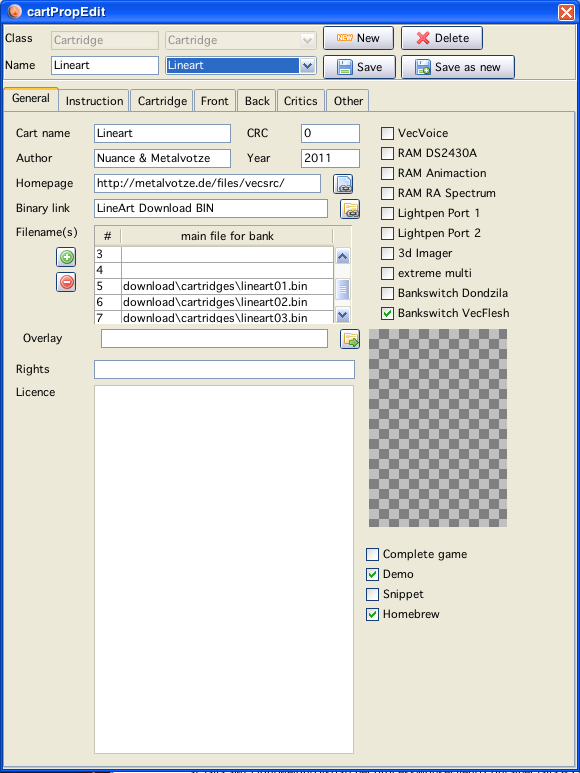 cartPropEdit
Class Cartridge Cartridge NEW New Delete
Name Lineart Lineart Save Save as new
General Instruction Cartridge Front Back Critics Other
Cart name Lineart CRC 0
Author Nuance & Metalvotze Year 2011
Homepage http://metalvotze.de/files/vecsrc/
Binary link LineArt Download BIN
Filename(s) # main file for bank
3
4
5 download\cartridges\lineart01.bin
6 download\cartridges\lineart02.bin
7 download\cartridges\lineart03.bin
Overlay
Rights
Licence
VecVoice
RAM DS2430A
RAM Animaction
RAM RA Spectrum
Lightpen Port 1
Lightpen Port 2
3d Imager
extreme multi
Bankswitch Dondzila
Bankswitch VecFlesh
Complete game
Demo
Snippet
Homebrew